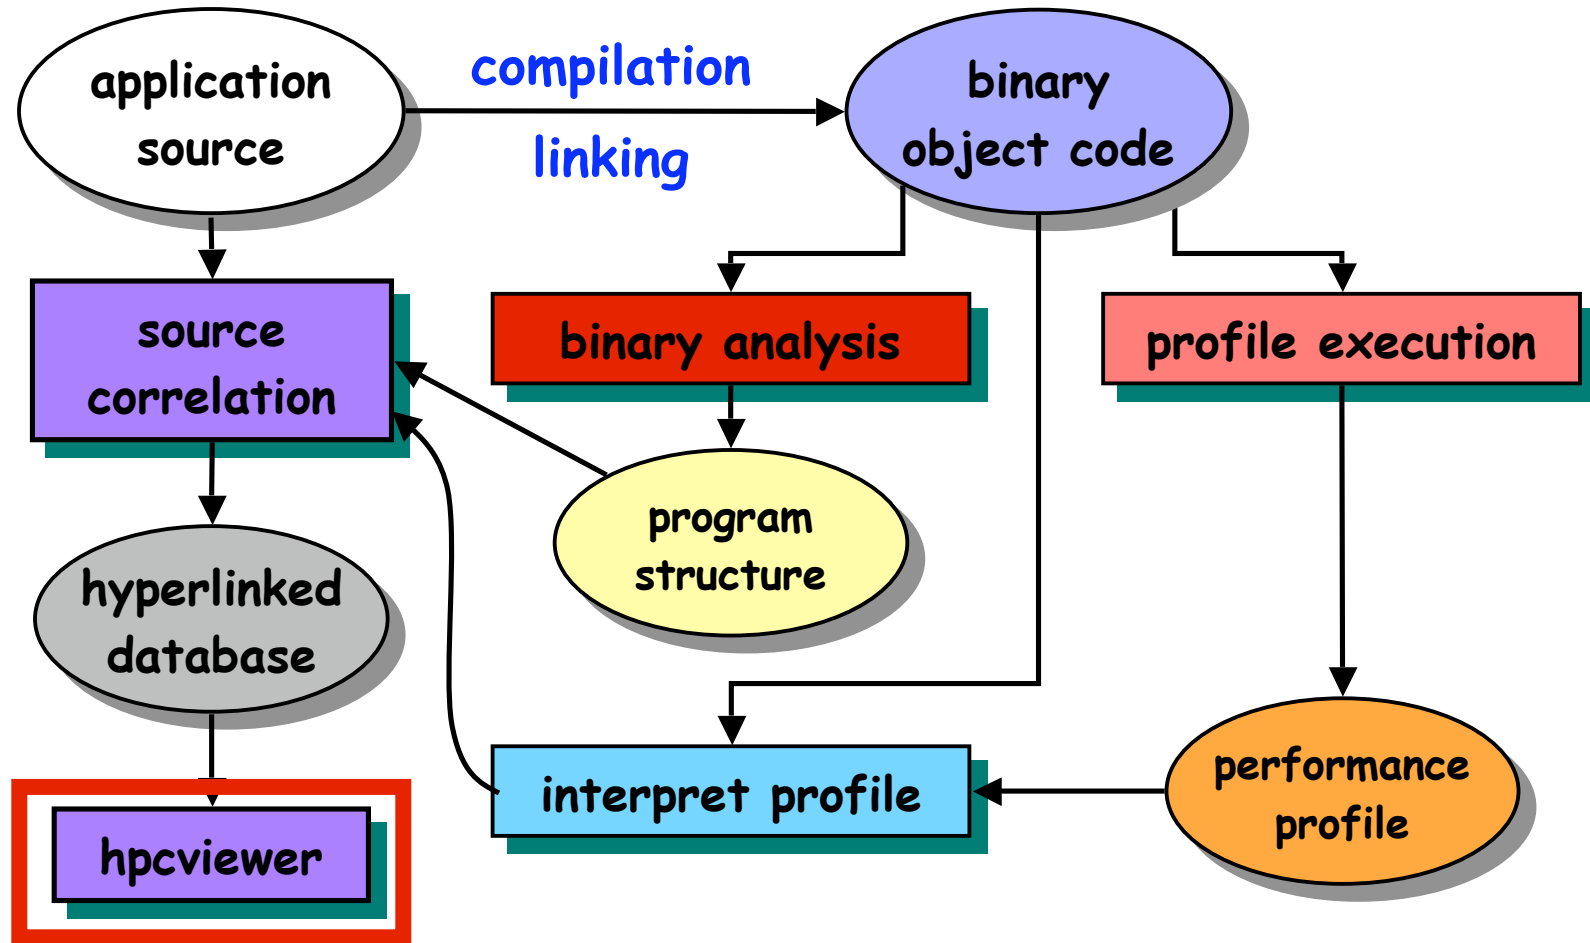 application
source
compilation
linking
binary
object code
source
correlation
binary analysis
profile execution
program
structure
hyperlinked
database
interpret profile
performance
profile
hpcviewer